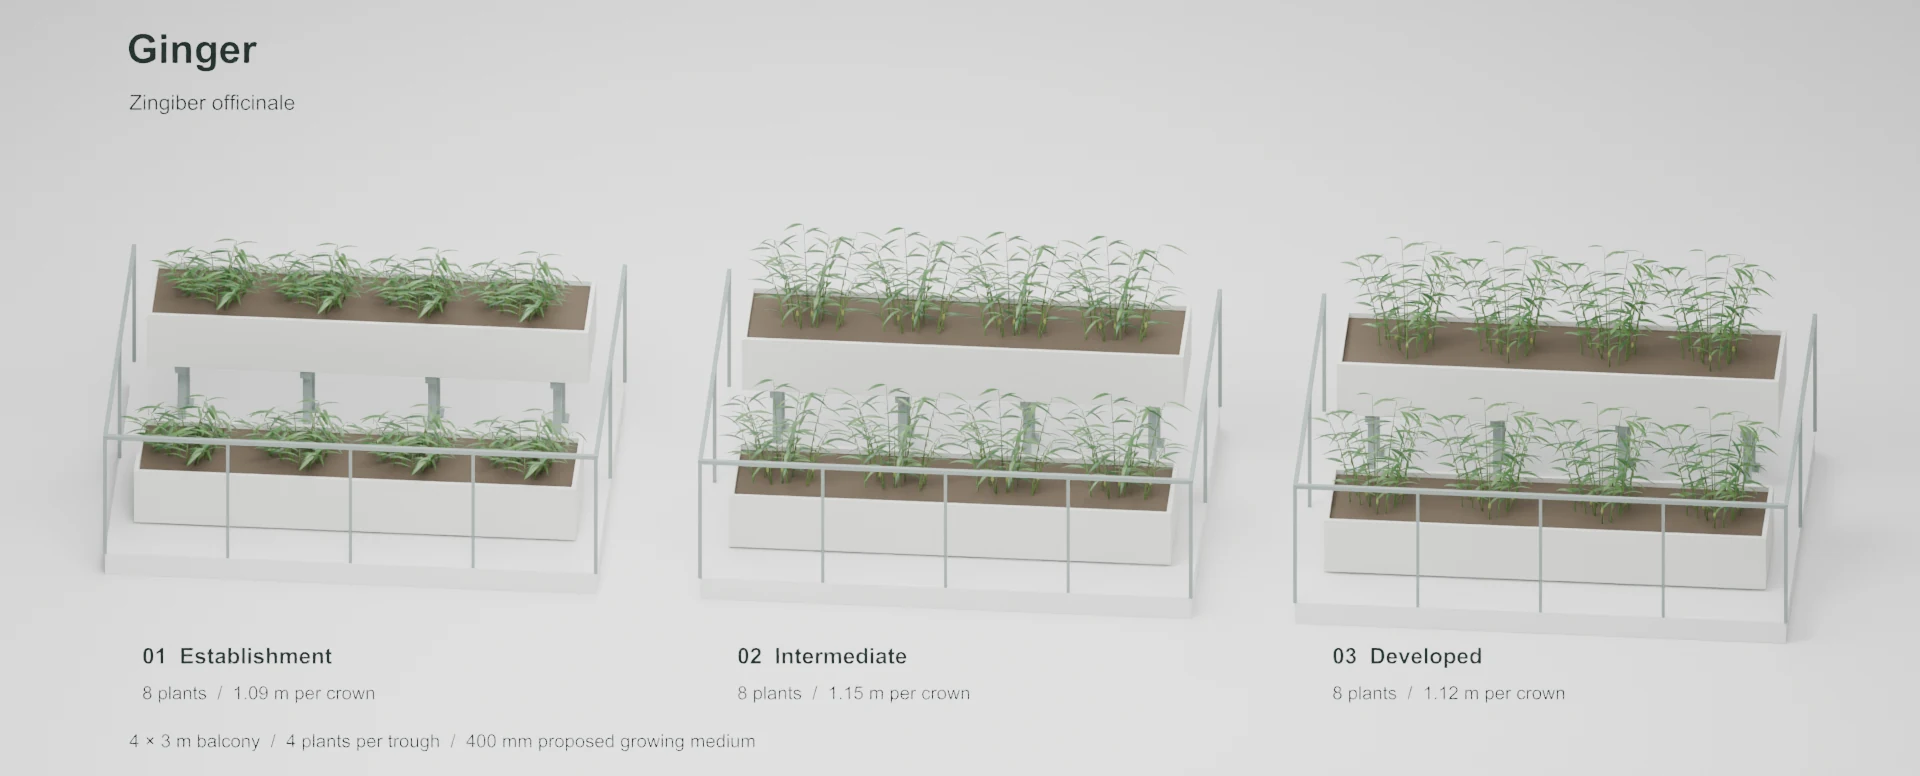 Ginger
Zingiber officinale
01 Establishment
8 plants / 1.09 m per crown
02 Intermediate
8 plants / 1.15 m per crown
03 Developed
8 plants / 1.12 m per crown
4 × 3 m balcony / 4 plants per trough / 400 mm proposed growing medium